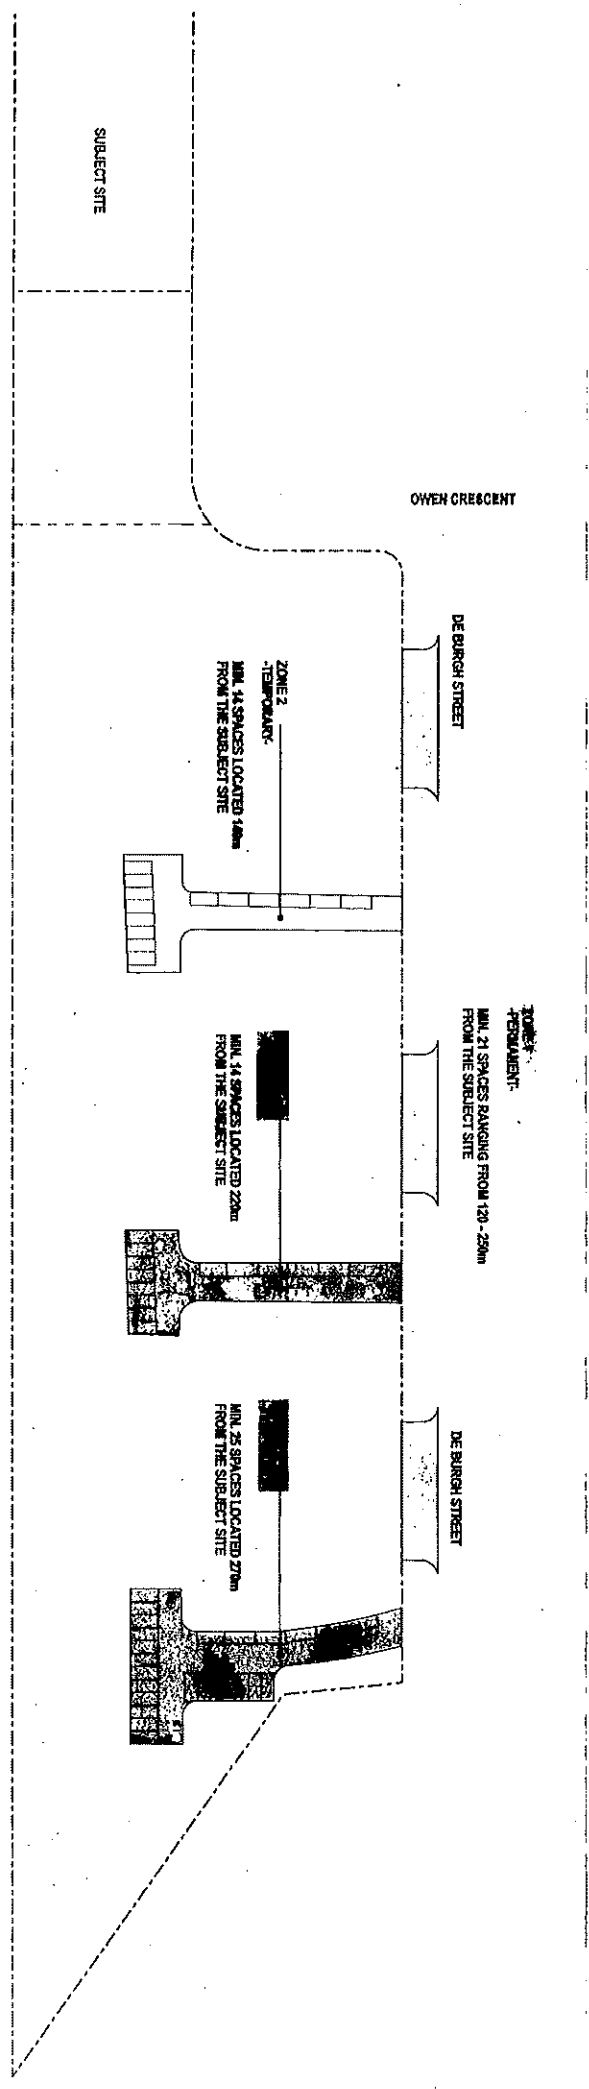 SUBJECT SITE
OWEN CRESCENT
DE BURGH STREET
ZONE 2
-TEMPORARY-
MIN. 14 SPACES LOCATED 140m
FROM THE SUBJECT SITE
-PERMANENT-
MIN. 21 SPACES RANGING FROM 120 - 250m
FROM THE SUBJECT SITE
MIN. 14 SPACES LOCATED 220m
FROM THE SUBJECT SITE
DE BURGH STREET
MIN. 25 SPACES LOCATED 270m
FROM THE SUBJECT SITE